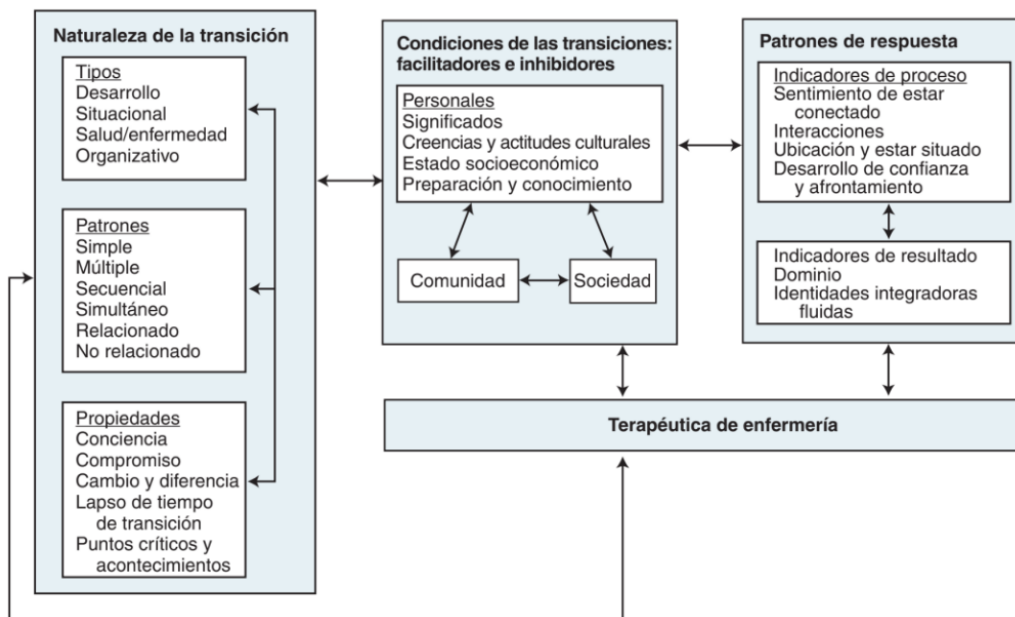 Naturaleza de la transición
Tipos
Desarrollo
Situacional
Salud/enfermedad
Organizativo
Patrones
Simple
Múltiple
Secuencial
Simultáneo
Relacionado
No relacionado
Propiedades
Conciencia
Compromiso
Cambio y diferencia
Lapso de tiempo
de transición
Puntos críticos y
acontecimientos
Condiciones de las transiciones:
facilitadores e inhibidores
Personales
Significados
Creencias y actitudes culturales
Estado socioeconómico
Preparación y conocimiento
Comunidad
Sociedad
Patrones de respuesta
Indicadores de proceso
Sentimiento de estar
conectado
Interacciones
Ubicación y estar situado
Desarrollo de confianza
y afrontamiento
Indicadores de resultado
Dominio
Identidades integradoras
fluidas
Terapéutica de enfermería